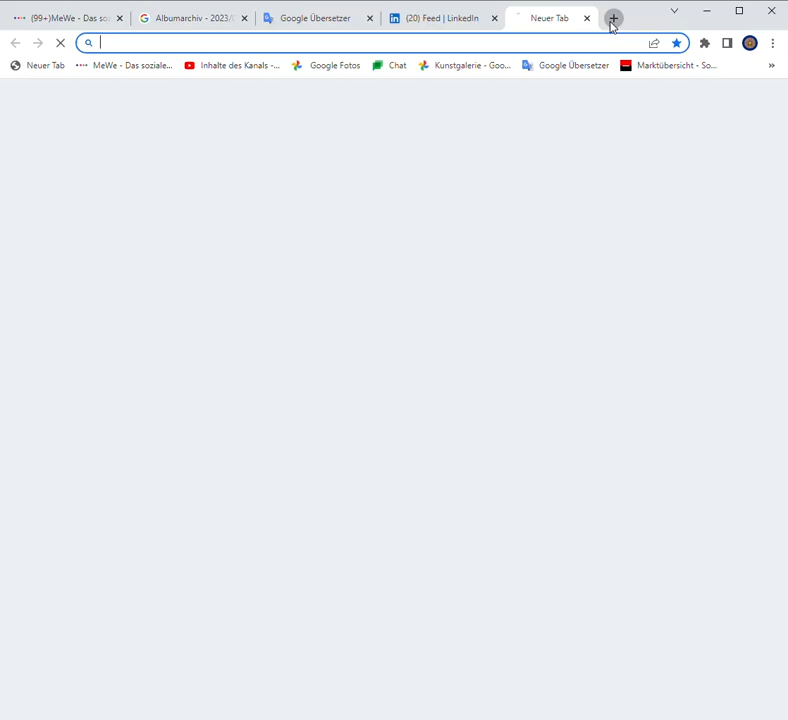 (99+)MeWe - Das so Albumarchiv - 2023/ Google Übersetzer (20) Feed | LinkedIn Neuer Tab
Neuer Tab MeWe - Das soziale... Inhalte des Kanals -... Google Fotos Chat Kunstgalerie - Goo... Google Übersetzer Marktübersicht - So... »